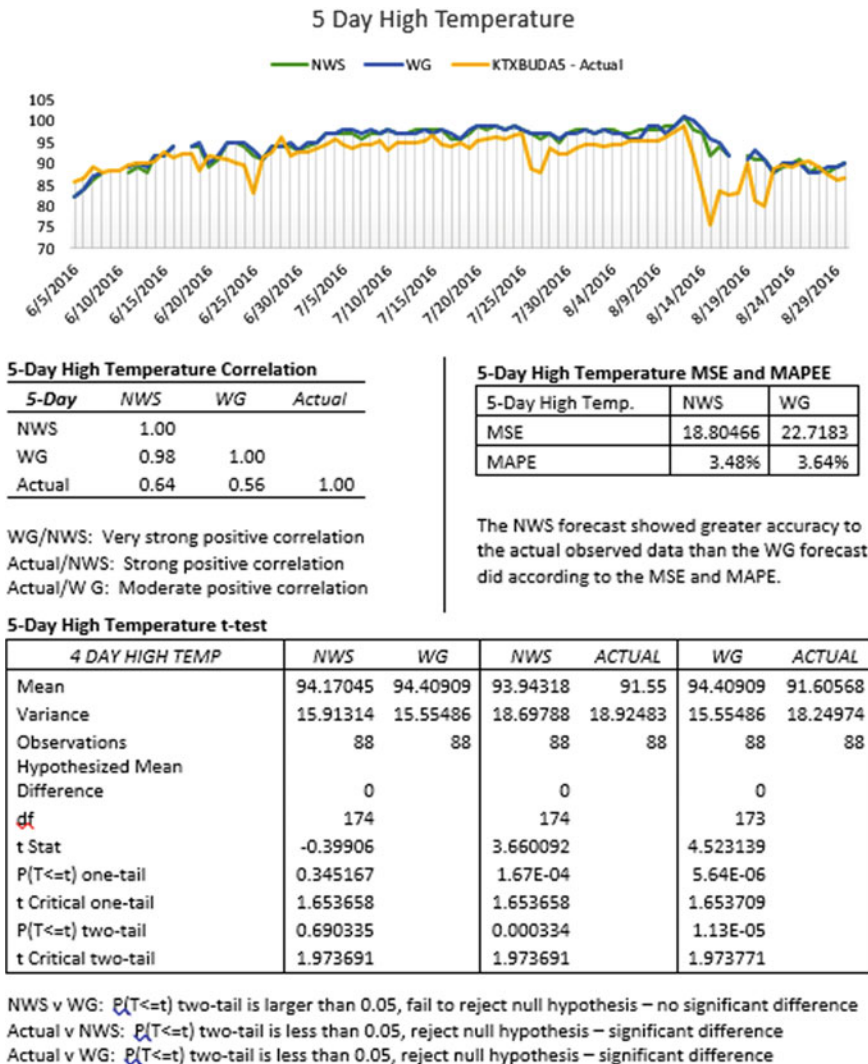 5 Day High Temperature
NWS WG KTXBUDA5 - Actual
105
100
95
90
85
80
75
70
6/5/2016 6/10/2016 6/15/2016 6/20/2016 6/25/2016 6/30/2016 7/5/2016 7/10/2016 7/15/2016 7/20/2016 7/25/2016 7/30/2016 8/4/2016 8/9/2016 8/14/2016 8/19/2016 8/24/2016 8/29/2016
5-Day High Temperature Correlation
5-Day NWS WG Actual
NWS 1.00
WG 0.98 1.00
Actual 0.64 0.56 1.00
WG/NWS: Very strong positive correlation
Actual/NWS: Strong positive correlation
Actual/W G: Moderate positive correlation
5-Day High Temperature MSE and MAPEE
5-Day High Temp. NWS WG
MSE 18.80466 22.7183
MAPE 3.48% 3.64%
The NWS forecast showed greater accuracy to
the actual observed data than the WG forecast
did according to the MSE and MAPE.
5-Day High Temperature t-test
4 DAY HIGH TEMP NWS WG NWS ACTUAL WG ACTUAL
Mean 94.17045 94.40909 93.94318 91.55 94.40909 91.60568
Variance 15.91314 15.55486 18.69788 18.92483 15.55486 18.24974
Observations 88 88 88 88 88 88
Hypothesized Mean
Difference 0 0 0
df 174 174 173
t Stat -0.39906 3.660092 4.523139
P(T<=t) one-tail 0.345167 1.67E-04 5.64E-06
t Critical one-tail 1.653658 1.653658 1.653709
P(T<=t) two-tail 0.690335 0.000334 1.13E-05
t Critical two-tail 1.973691 1.973691 1.973771
NWS v WG: P(T<=t) two-tail is larger than 0.05, fail to reject null hypothesis – no significant difference
Actual v NWS: P(T<=t) two-tail is less than 0.05, reject null hypothesis – significant difference
Actual v WG: P(T<=t) two-tail is less than 0.05, reject null hypothesis – significant difference